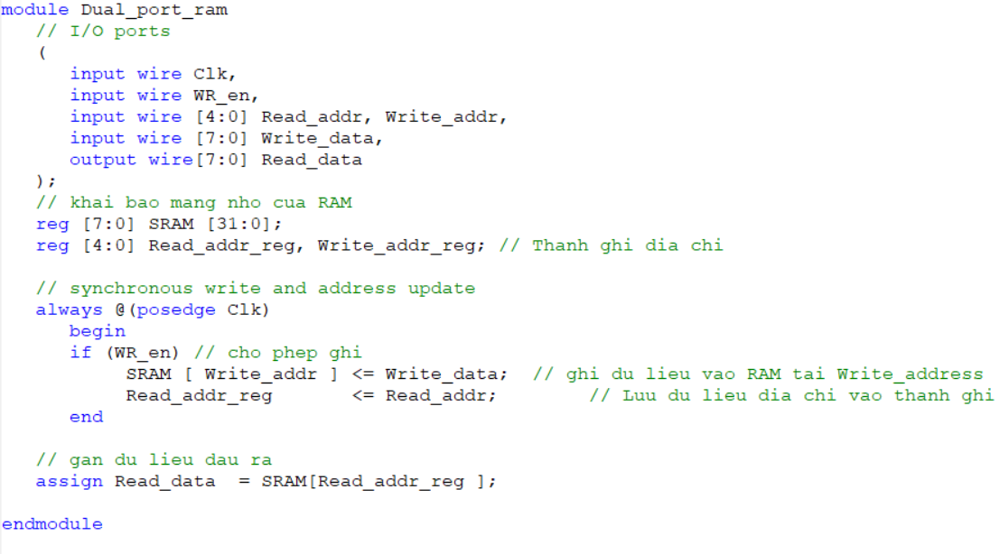 module Dual_port_ram
// I/O ports
(
input wire Clk,
input wire WR_en,
input wire [4:0] Read_addr, Write_addr,
input wire [7:0] Write_data,
output wire[7:0] Read_data
);
// khai bao mang nho cua RAM
reg [7:0] SRAM [31:0];
reg [4:0] Read_addr_reg, Write_addr_reg; // Thanh ghi dia chi
// synchronous write and address update
always @(posedge Clk)
begin
if (WR_en) // cho phep ghi
SRAM [ Write_addr ] <= Write_data; // ghi du lieu vao RAM tai Write_address
Read_addr_reg <= Read_addr; // Luu du lieu dia chi vao thanh ghi
end
// gan du lieu dau ra
assign Read_data = SRAM[Read_addr_reg ];
endmodule